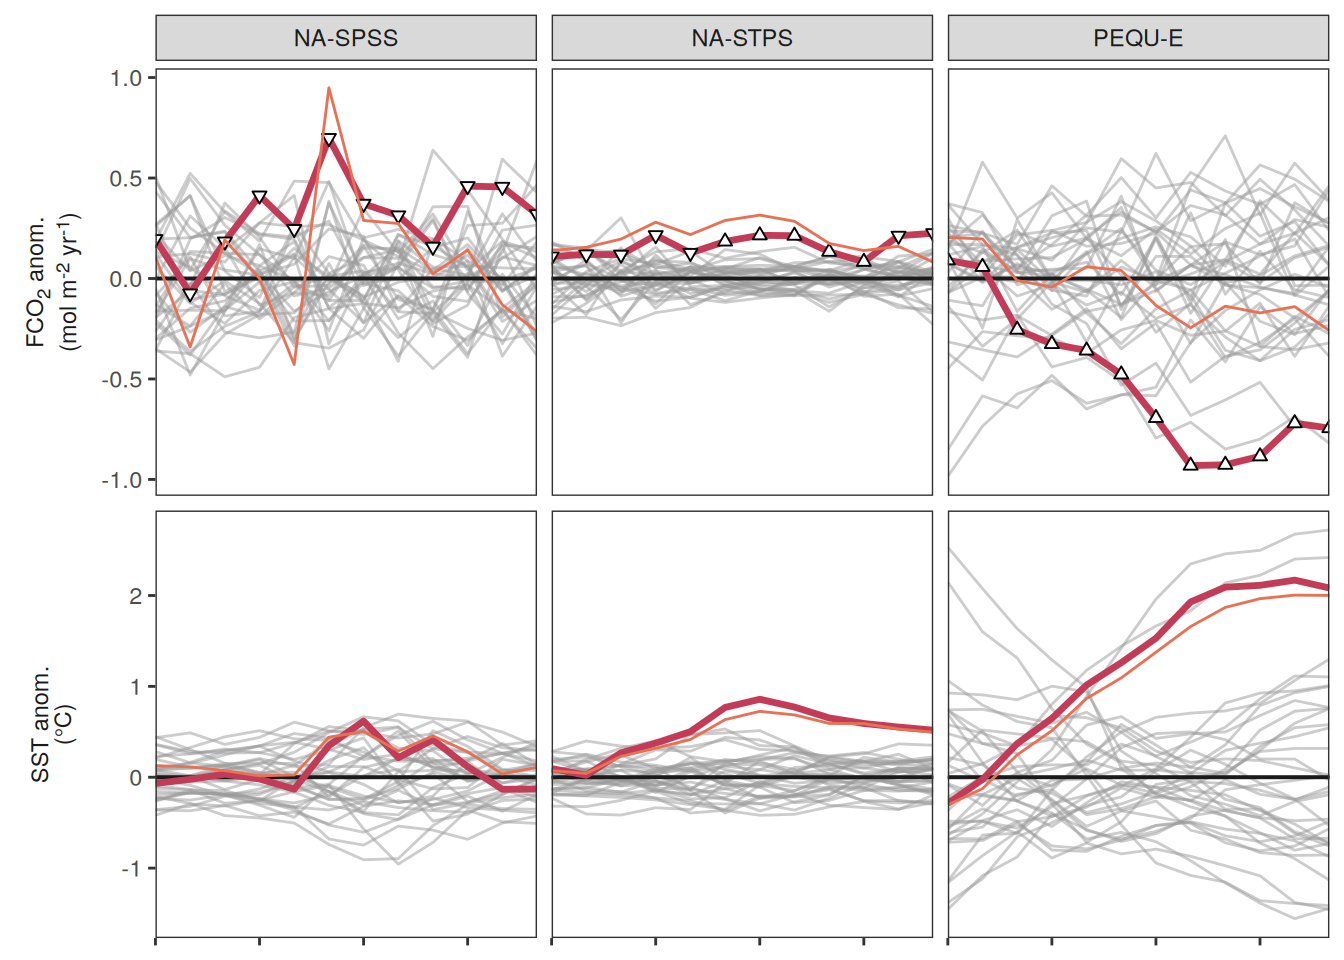 NA-SPSS NA-STPS PEQU-E
1.0
0.5
0.0
-0.5
-1.0
FCO₂ anom.
(mol m⁻² yr⁻¹)
2
1
0
-1
SST anom.
(°C)